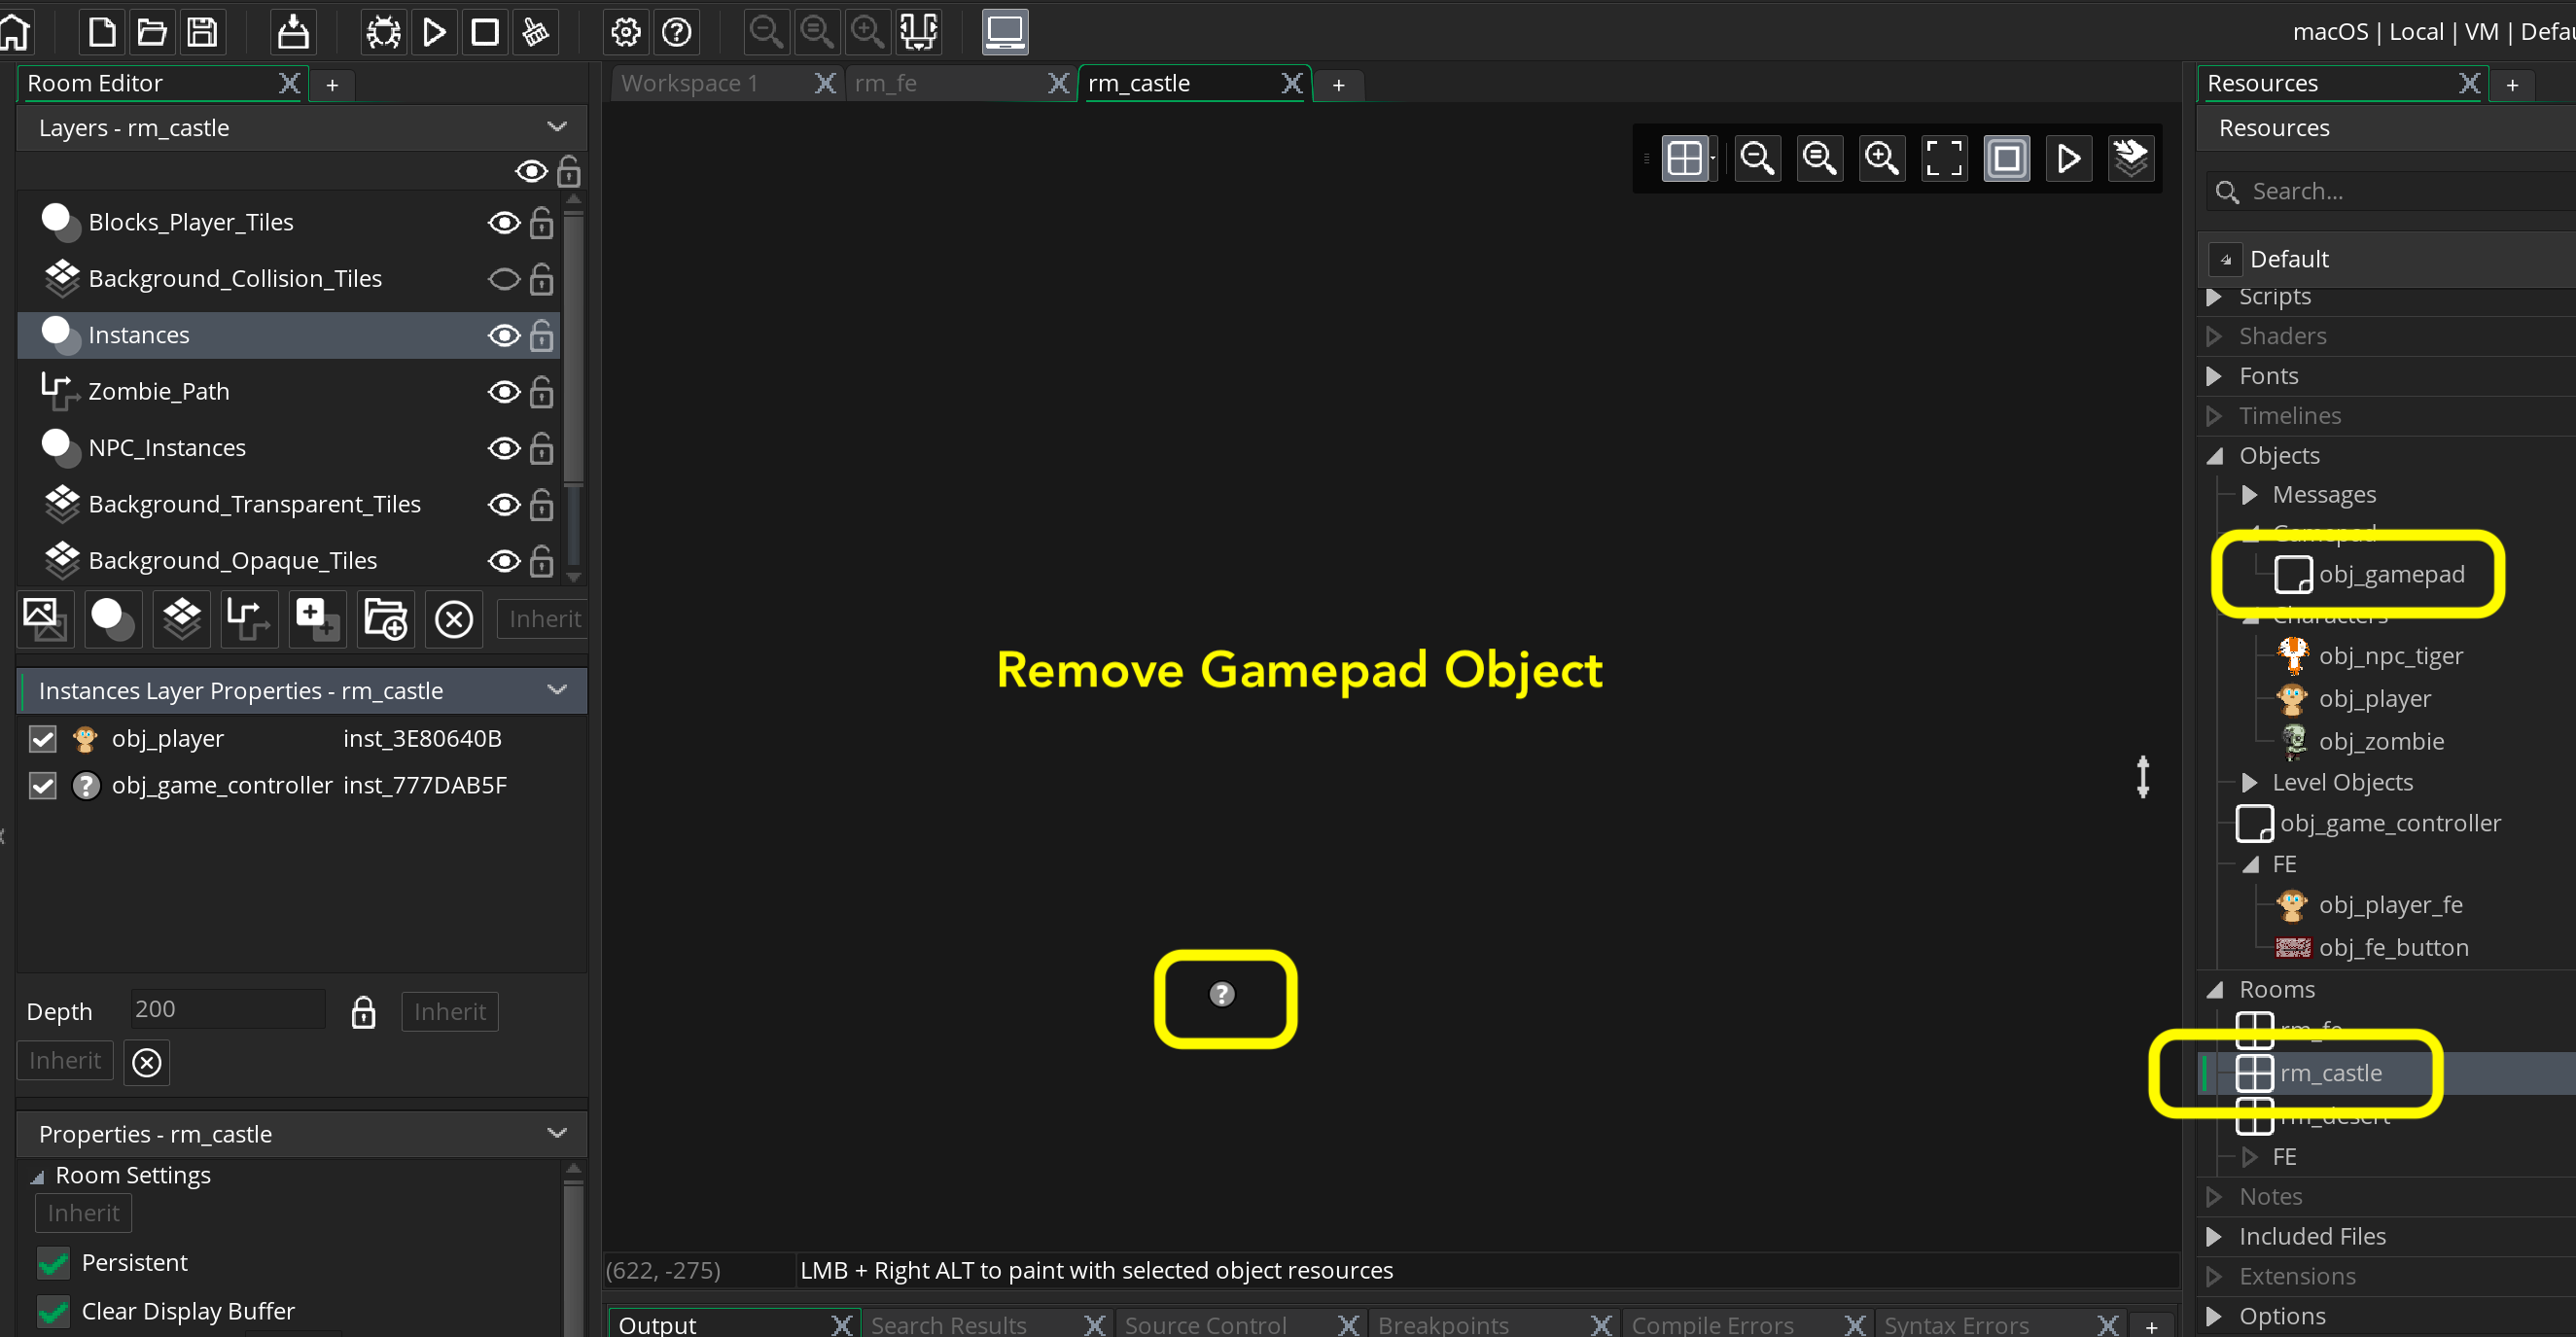 macOS | Local | VM | Defau
Room Editor
Workspace 1
rm_fe
rm_castle
Resources
Layers - rm_castle
Resources
Search...
Default
Blocks_Player_Tiles
Background_Collision_Tiles
Instances
Zombie_Path
NPC_Instances
Background_Transparent_Tiles
Background_Opaque_Tiles
Inherit
Instances Layer Properties - rm_castle
obj_player inst_3E80640B
obj_game_controller inst_777DAB5F
Depth 200 Inherit
Inherit
Properties - rm_castle
Room Settings
Inherit
Persistent
Clear Display Buffer
Remove Gamepad Object
(622, -275) LMB + Right ALT to paint with selected object resources
Output Search Results Source Control Breakpoints Compile Errors Syntax Errors
Scripts
Shaders
Fonts
Timelines
Objects
Messages
Gamepad
obj_gamepad
Characters
obj_npc_tiger
obj_player
obj_zombie
Level Objects
obj_game_controller
FE
obj_player_fe
obj_fe_button
Rooms
rm_fe
rm_castle
rm_desert
FE
Notes
Included Files
Extensions
Options